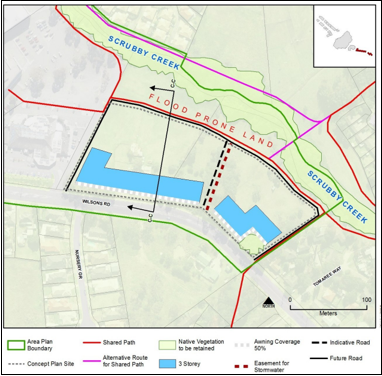 SCRUBBY CREEK
C-C
FLOOD PRONE LAND
SCRUBBY CREEK
WILSONS RD
C-C
NURSERY DR
TOWAREE WAY
0 100
Meters
Area Plan
Boundary
Shared Path
Native Vegetation
to be retained
Awning Coverage
50%
Indicative Road
Concept Plan Site
Alternative Route
for Shared Path
3 Storey
Easement for
Stormwater
Future Road